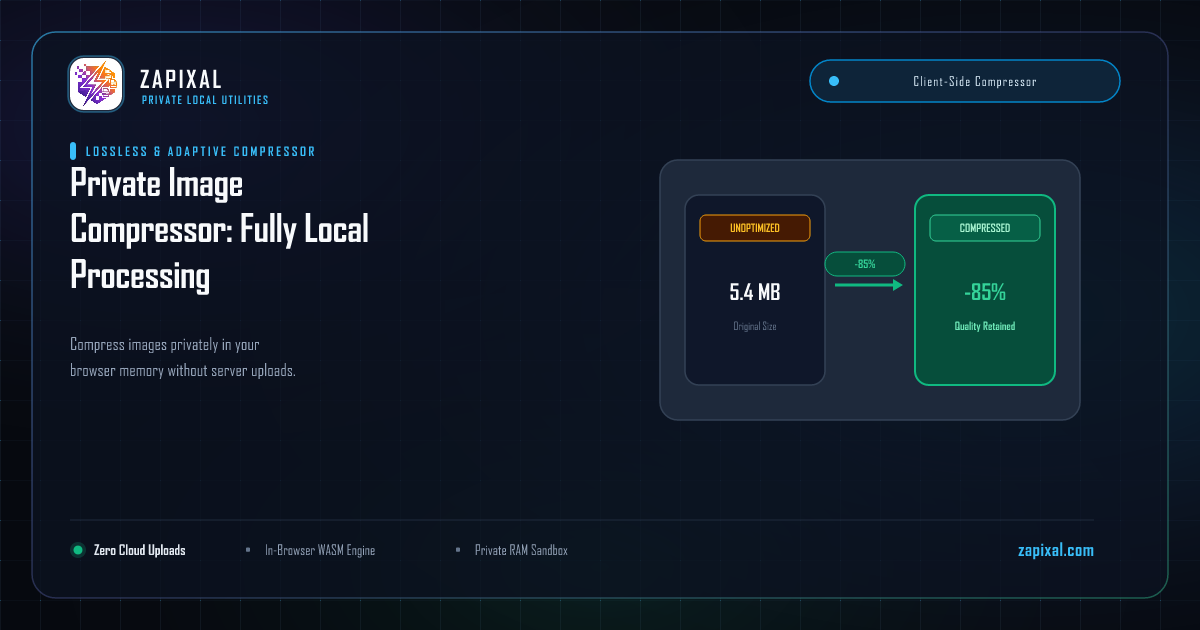 ZAPIXAL
PRIVATE LOCAL UTILITIES
Client-Side Compressor
LOSSLESS & ADAPTIVE COMPRESSOR
Private Image
Compressor: Fully Local
Processing
Compress images privately in your
browser memory without server uploads.
UNOPTIMIZED
5.4 MB
Original Size
-85%
COMPRESSED
-85%
Quality Retained
Zero Cloud Uploads
In-Browser WASM Engine
Private RAM Sandbox
zapixal.com